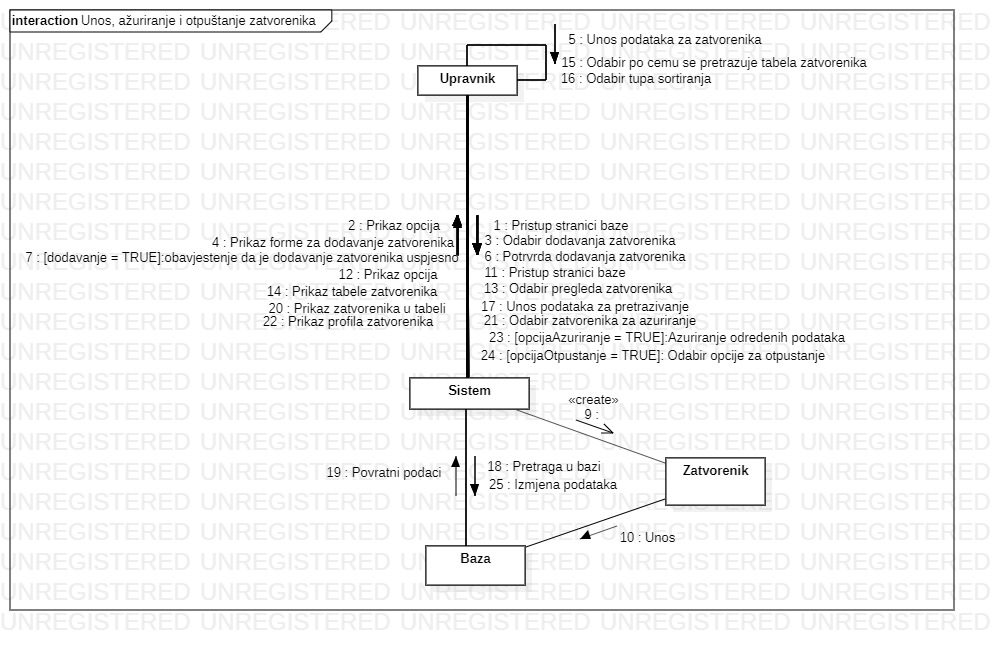 interaction Unos, ažuriranje i otpuštanje zatvorenika
5 : Unos podataka za zatvorenika
15 : Odabir po cemu se pretrazuje tabela zatvorenika
16 : Odabir tupa sortiranja
Upravnik
2 : Prikaz opcija
4 : Prikaz forme za dodavanje zatvorenika
7 : [dodavanje = TRUE]:obavjestenje da je dodavanje zatvorenika uspjesno
12 : Prikaz opcija
14 : Prikaz tabele zatvorenika
20 : Prikaz zatvorenika u tabeli
22 : Prikaz profila zatvorenika
1 : Pristup stranici baze
3 : Odabir dodavanja zatvorenika
6 : Potrvrda dodavanja zatvorenika
11 : Pristup stranici baze
13 : Odabir pregleda zatvorenika
17 : Unos podataka za pretrazivanje
21 : Odabir zatvorenika za azuriranje
23 : [opcijaAzuriranje = TRUE]:Azuriranje odredenih podataka
24 : [opcijaOtpustanje = TRUE]: Odabir opcije za otpustanje
Sistem
«create»
9 :
19 : Povratni podaci
18 : Pretraga u bazi
25 : Izmjena podataka
Zatvorenik
10 : Unos
Baza
UNREGISTERED UNREGISTERED UNREGISTERED UNREGISTERED UNREGISTERED